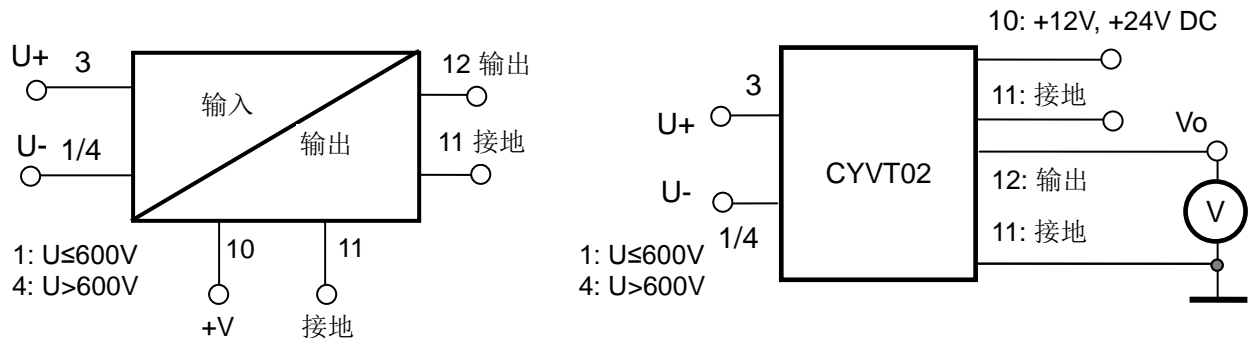 U+ 3
输入
12 输出
U- 1/4
输出
11 接地
10
11
1: U≤600V
4: U>600V
+V
接地
10: +12V, +24V DC
3
U+
11: 接地
Vo
CYVT02
U-
12: 输出
V
1/4
11: 接地
1: U≤600V
4: U>600V